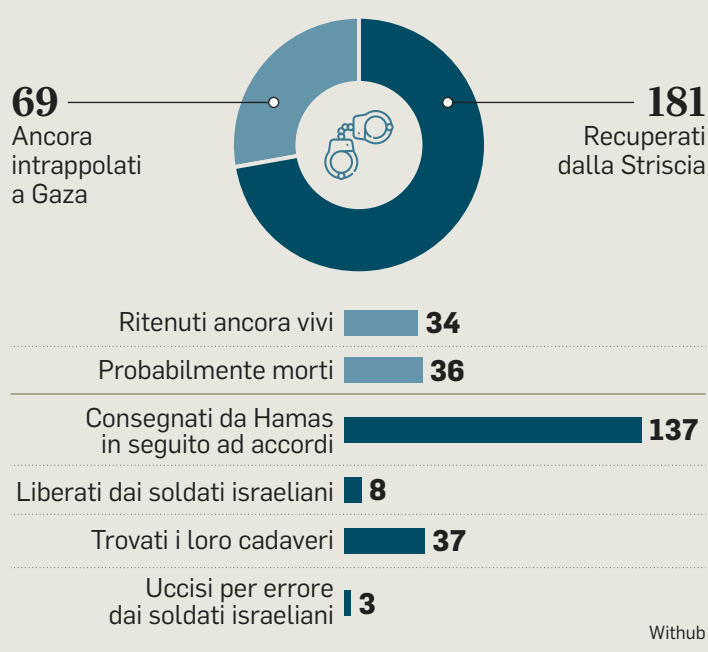 69
Ancora
intrappolati
a Gaza
181
Recuperati
dalla Striscia
Ritenuti ancora vivi 34
Probabilmente morti 36
Consegnati da Hamas
in seguito ad accordi 137
Liberati dai soldati israeliani 8
Trovati i loro cadaveri 37
Uccisi per errore
dai soldati israeliani 3
Withub